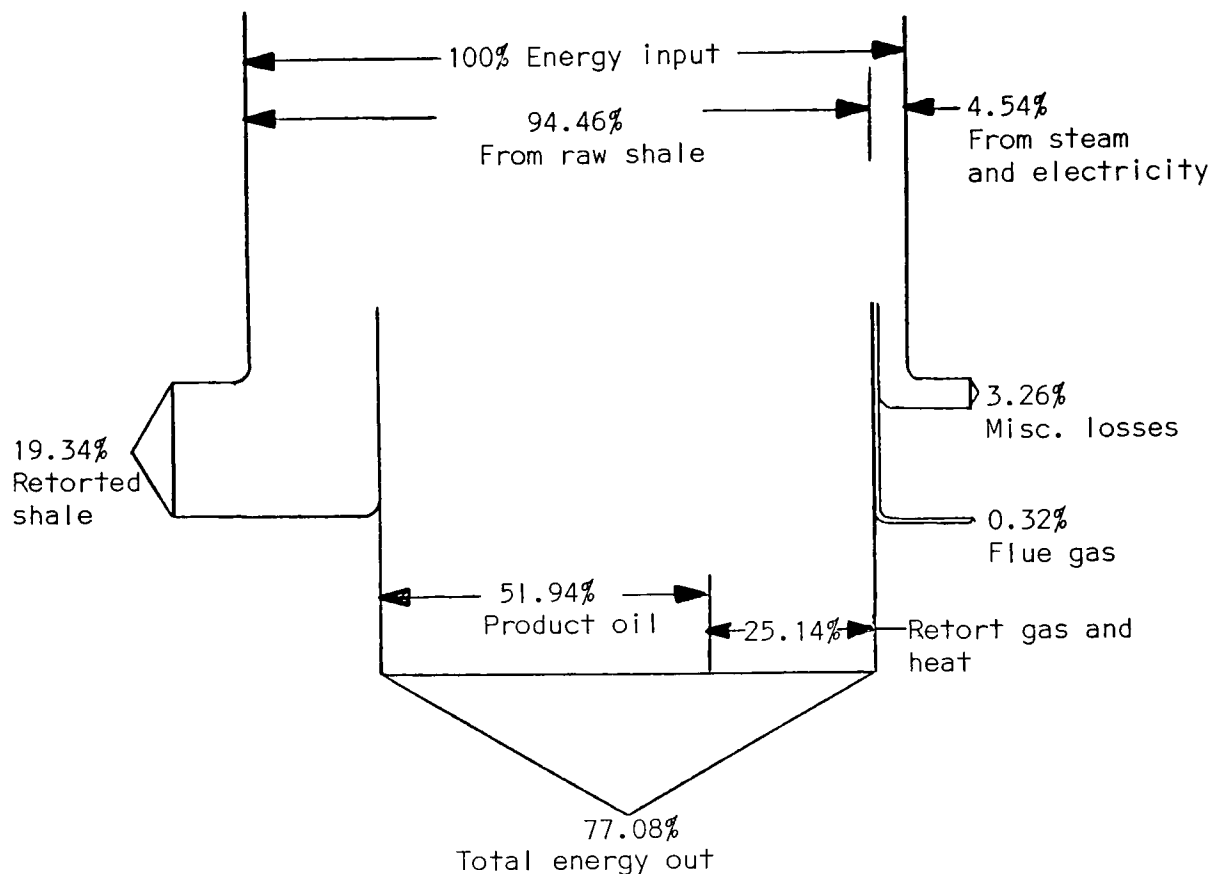 100% Energy input
94.46%
From raw shale
4.54%
From steam
and electricity
3.26%
Misc. losses
19.34%
Retorted
shale
0.32%
Flue gas
51.94%
Product oil
25.14%
Retort gas and
heat
77.08%
Total energy out